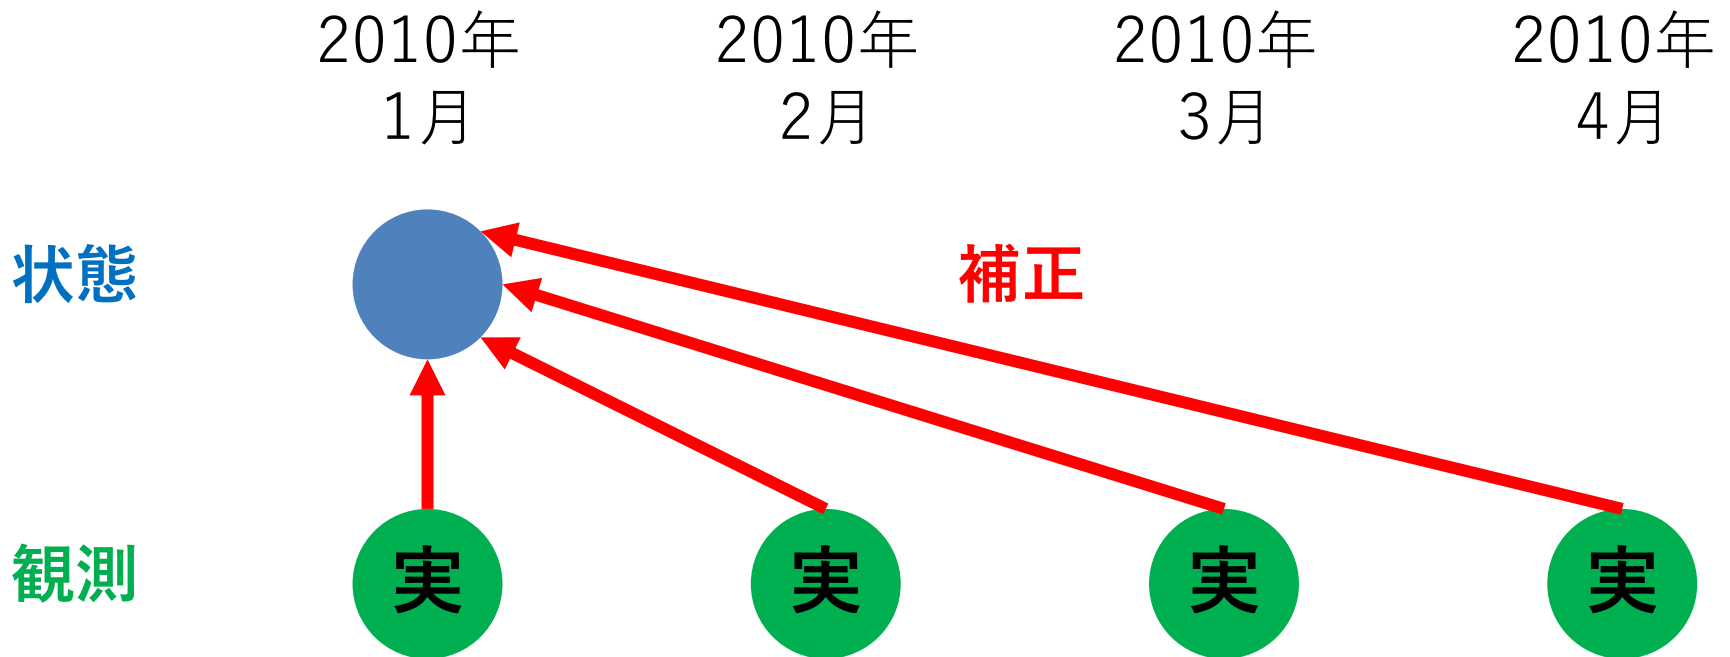 2010年 2010年 2010年 2010年
1月 2月 3月 4月
状態 補正
観測 実 実 実 実